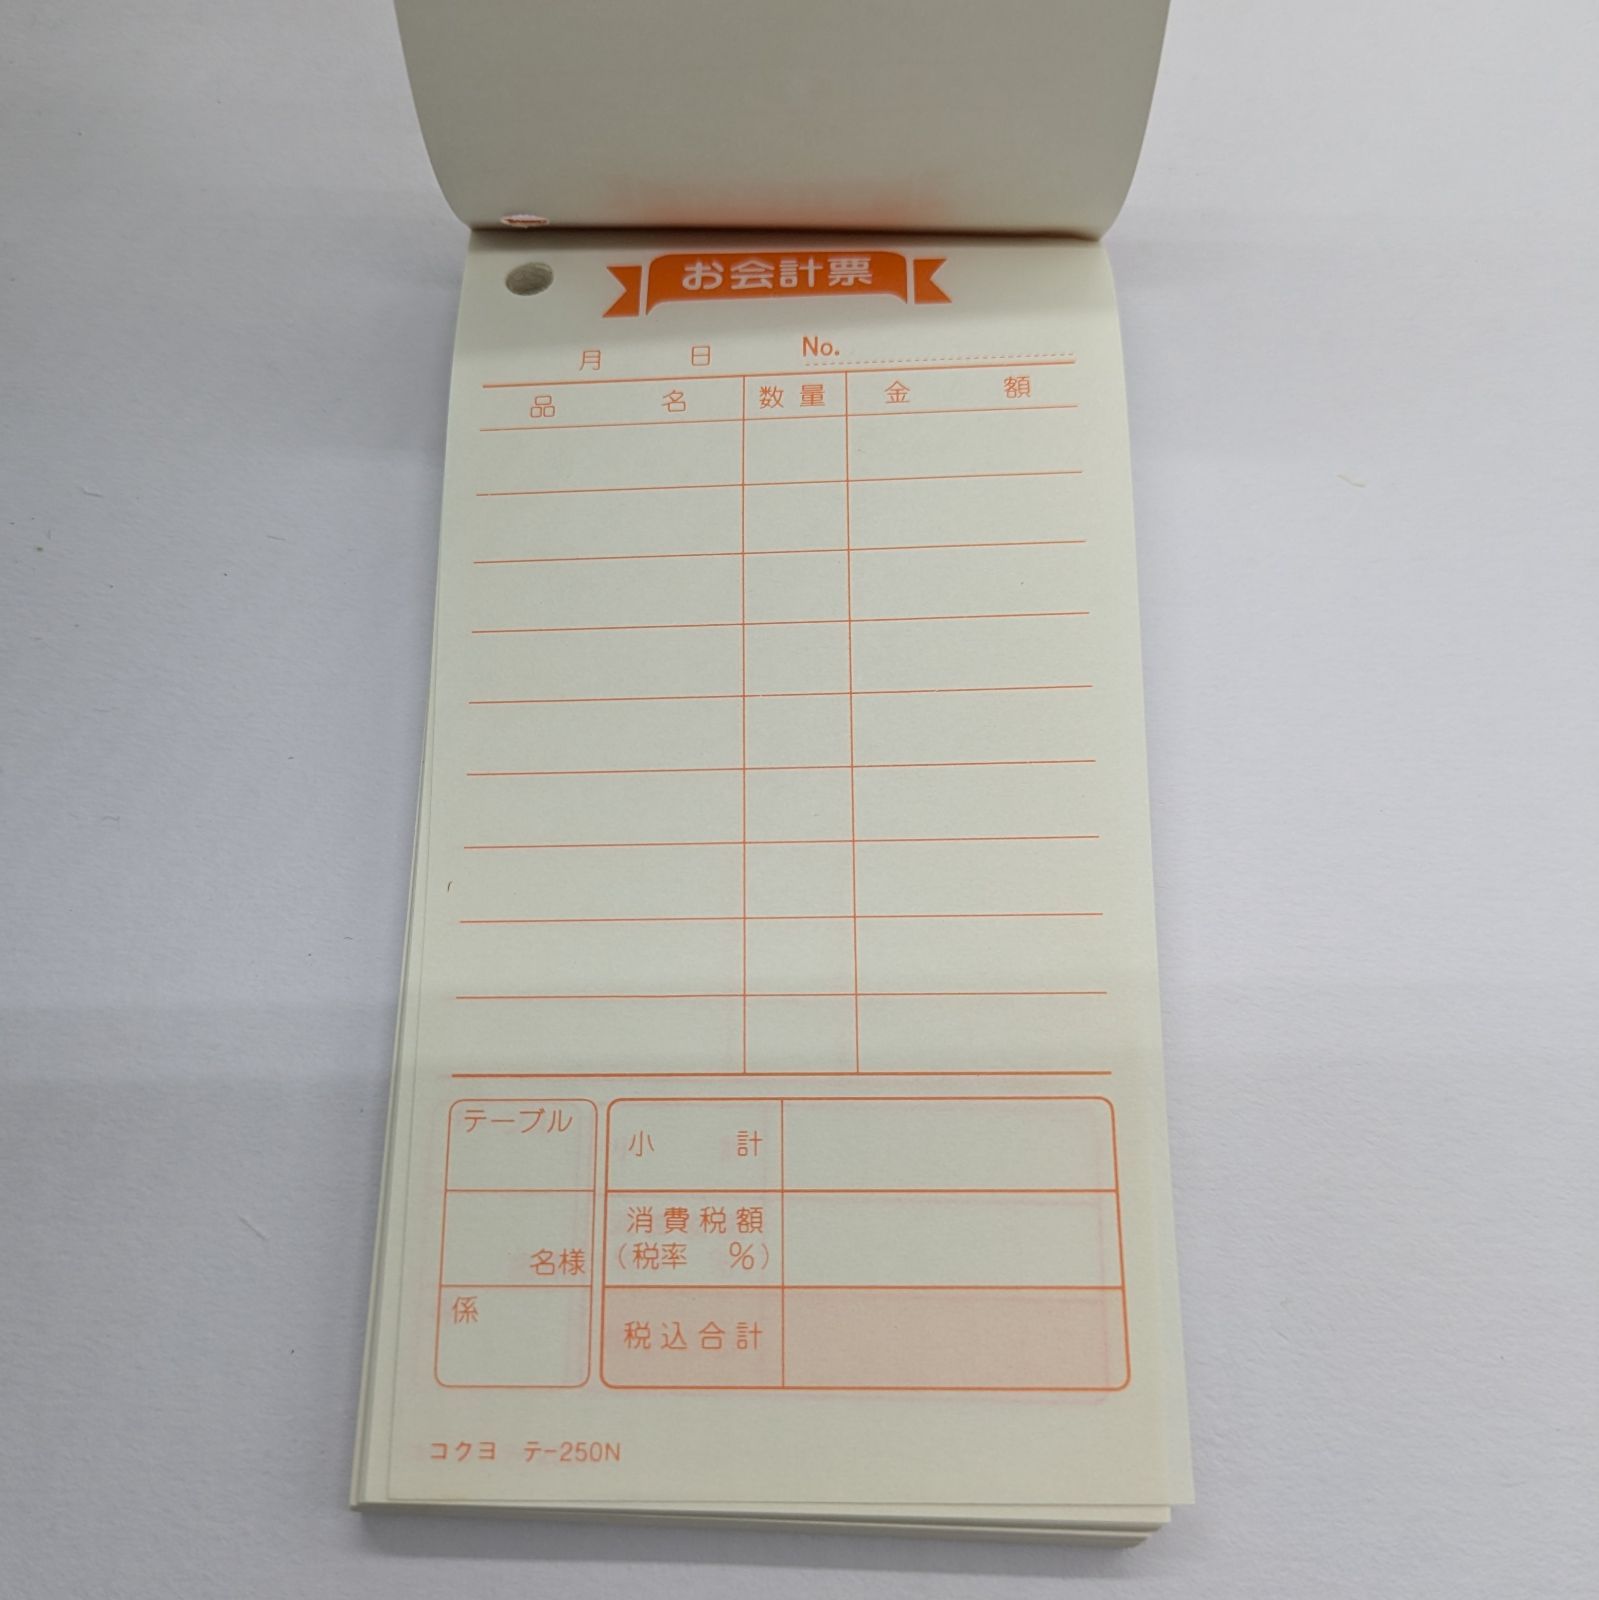 お会計票
月 日 No.
品名 数量 金額
テーブル
名様
係
小計
消費税額
(税率 %)
税込合計
コクヨ テ-250N